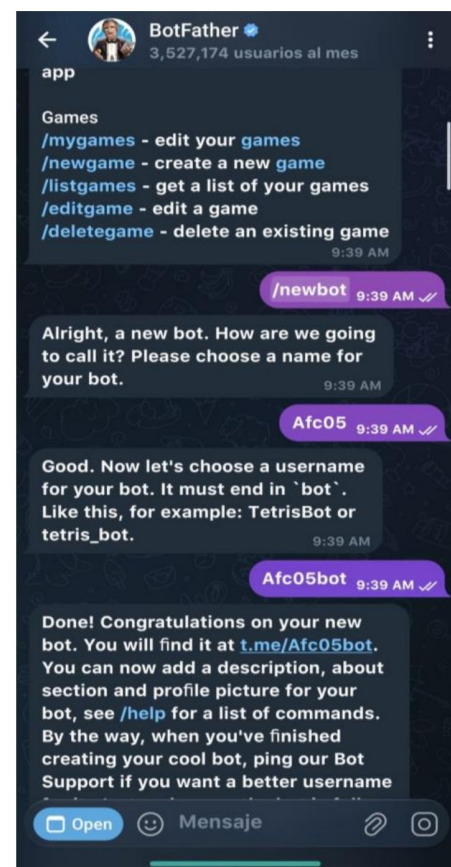 BotFather
3,527,174 usuarios al mes
app
Games
/mygames - edit your games
/newgame - create a new game
/listgames - get a list of your games
/editgame - edit a game
/deletegame - delete an existing game
9:39 AM
/newbot 9:39 AM
Alright, a new bot. How are we going
to call it? Please choose a name for
your bot.
9:39 AM
Afc05 9:39 AM
Good. Now let's choose a username
for your bot. It must end in `bot`.
Like this, for example: TetrisBot or
tetris_bot.
9:39 AM
Afc05bot 9:39 AM
Done! Congratulations on your new
bot. You will find it at t.me/Afc05bot.
You can now add a description, about
section and profile picture for your
bot, see /help for a list of commands.
By the way, when you've finished
creating your cool bot, ping our Bot
Support if you want a better username
Open
Mensaje